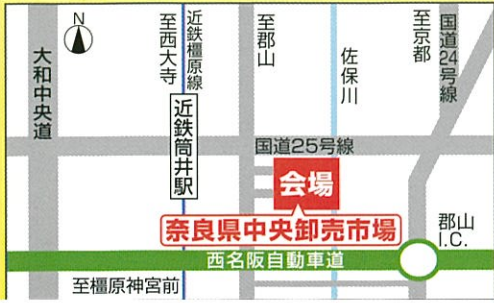 N
大和中央道
至西大寺
近鉄橿原線
近鉄筒井駅
至郡山
佐保川
至京都
国道24号線
国道25号線
会場
奈良県中央卸売市場
郡山
I.C.
西名阪自動車道
至橿原神宮前